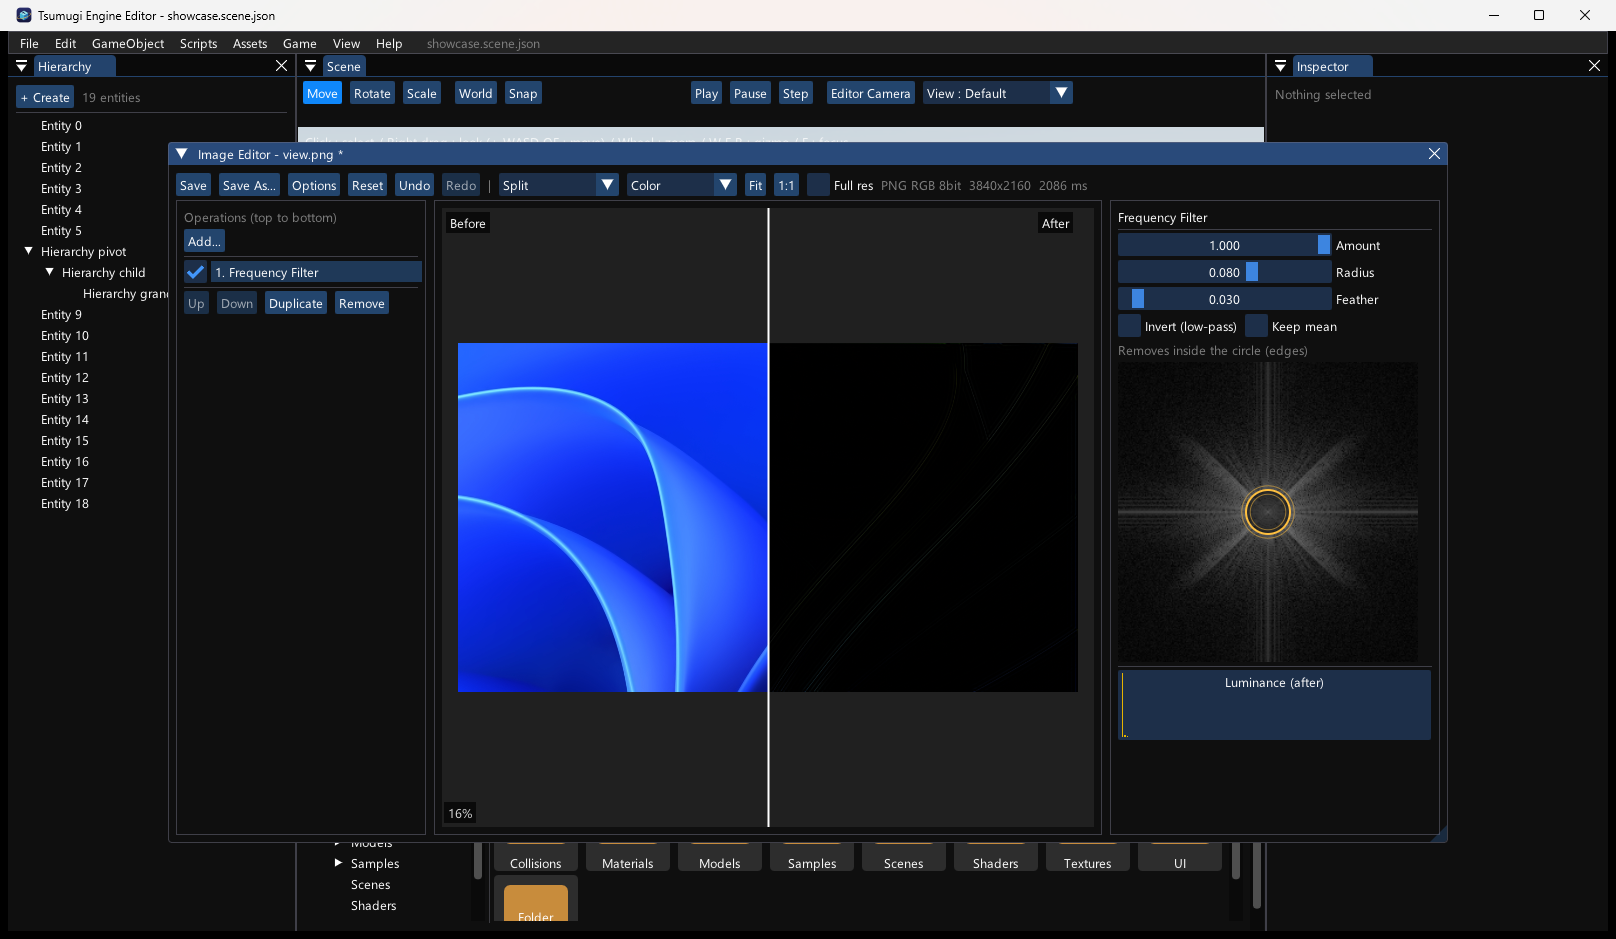 Tsumugi Engine Editor - showcase.scene.json
File Edit GameObject Scripts Assets Game View Help showcase.scene.json
Hierarchy
Scene
Inspector
+ Create 19 entities
Move Rotate Scale World Snap Play Pause Step Editor Camera View : Default
Nothing selected
Entity 0
Entity 1
Entity 2
Entity 3
Entity 4
Entity 5
Hierarchy pivot
Hierarchy child
Hierarchy gran
Entity 9
Entity 10
Entity 11
Entity 12
Entity 13
Entity 14
Entity 15
Entity 16
Entity 17
Entity 18
Image Editor - view.png *
Save Save As... Options Reset Undo Redo | Split Color Fit 1:1 Full res PNG RGB 8bit 3840x2160 2086 ms
Operations (top to bottom)
Add...
1. Frequency Filter
Up Down Duplicate Remove
Before
After
16%
Frequency Filter
1.000 Amount
0.080 Radius
0.030 Feather
Invert (low-pass) Keep mean
Removes inside the circle (edges)
Luminance (after)
Models
Samples
Scenes
Shaders
Collisions Materials Models Samples Scenes Shaders Textures UI
Folder